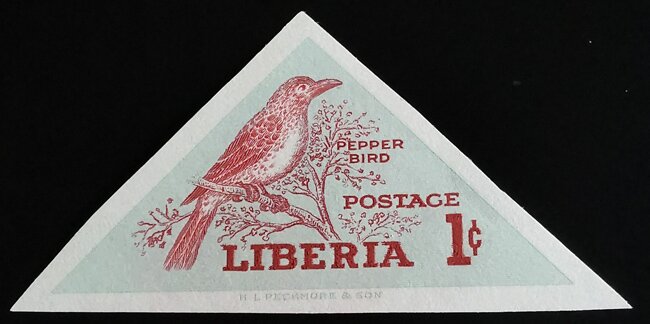 PEPPER
BIRD
POSTAGE
LIBERIA 1¢
H L PECKMORE & SON